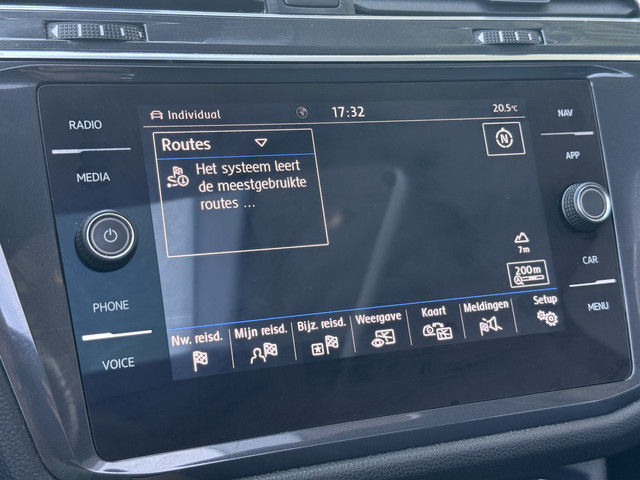 RADIO
MEDIA
PHONE
VOICE
Individual
17:32
20.5°C
Routes
Het systeem leert
de meestgebruikte
routes ...
N
7m
200m
Nw. reisd.
Mijn reisd.
Bijz. reisd.
Weergave
Kaart
Meldingen
Setup
NAV
APP
CAR
MENU